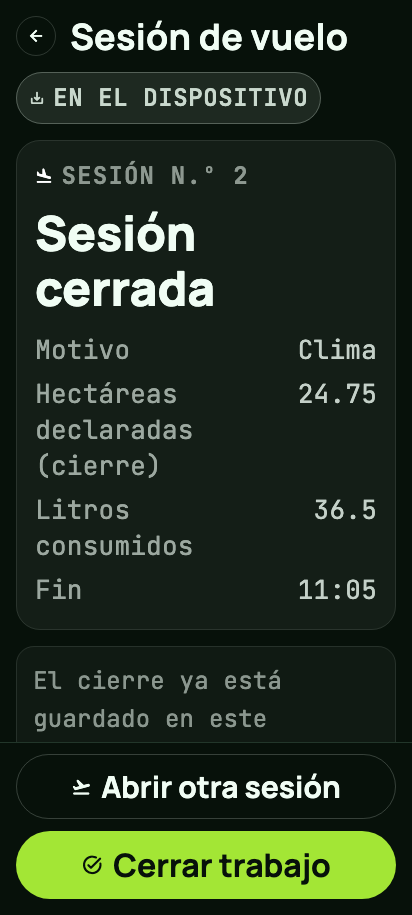 Sesión de vuelo
EN EL DISPOSITIVO
SESIÓN N.º 2
Sesión
cerrada
Motivo Clima
Hectáreas 24.75
declaradas
(cierre)
Litros 36.5
consumidos
Fin 11:05
El cierre ya está
guardado en este
Abrir otra sesión
Cerrar trabajo